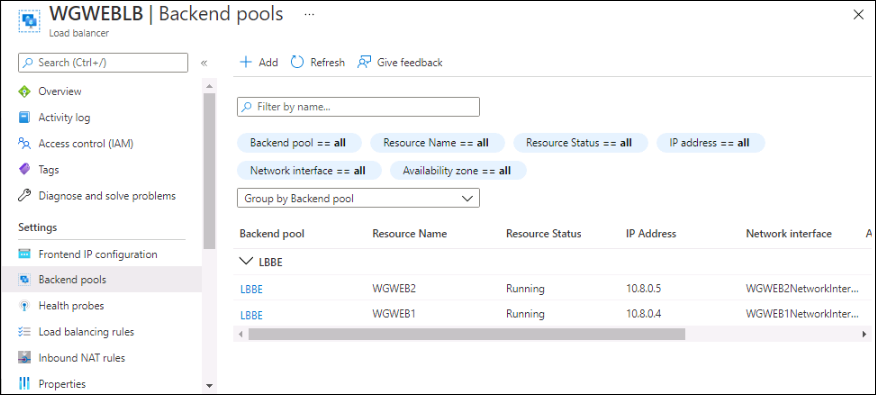 WGWEBLB | Backend pools ...
Load balancer
Search (Ctrl+/)
«
Overview
Activity log
Access control (IAM)
Tags
Diagnose and solve problems
Settings
Frontend IP configuration
Backend pools
Health probes
Load balancing rules
Inbound NAT rules
Properties
Add Refresh Give feedback
Filter by name...
Backend pool == all Resource Name == all Resource Status == all IP address == all
Network interface == all Availability zone == all
Group by Backend pool
Backend pool Resource Name Resource Status IP Address Network interface A
LBBE
LBBE WGWEB2 Running 10.8.0.5 WGWEB2NetworkInter...
LBBE WGWEB1 Running 10.8.0.4 WGWEB1NetworkInter...